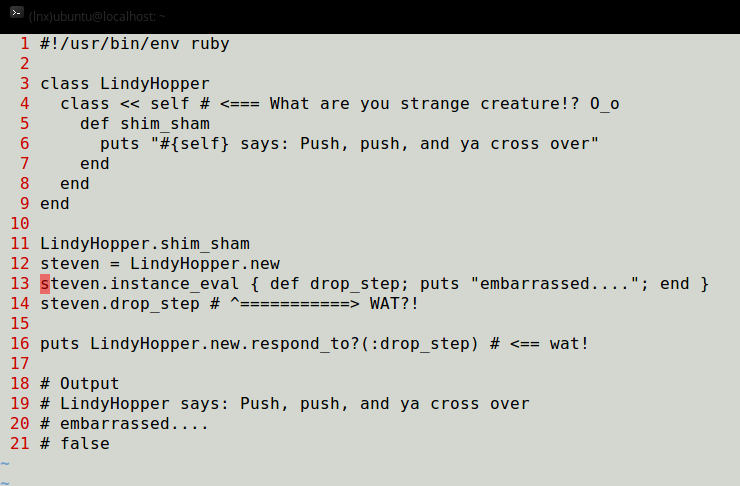 (lnx)ubuntu@localhost: ~
1 #!/usr/bin/env ruby
2
3 class LindyHopper
4   class << self # <=== What are you strange creature!? O_o
5     def shim_sham
6       puts "#{self} says: Push, push, and ya cross over"
7     end
8   end
9 end
10
11 LindyHopper.shim_sham
12 steven = LindyHopper.new
13 steven.instance_eval { def drop_step; puts "embarrassed...."; end }
14 steven.drop_step # ^===========> WAT?!
15
16 puts LindyHopper.new.respond_to?(:drop_step) # <== wat!
17
18 # Output
19 # LindyHopper says: Push, push, and ya cross over
20 # embarrassed....
21 # false
~
~